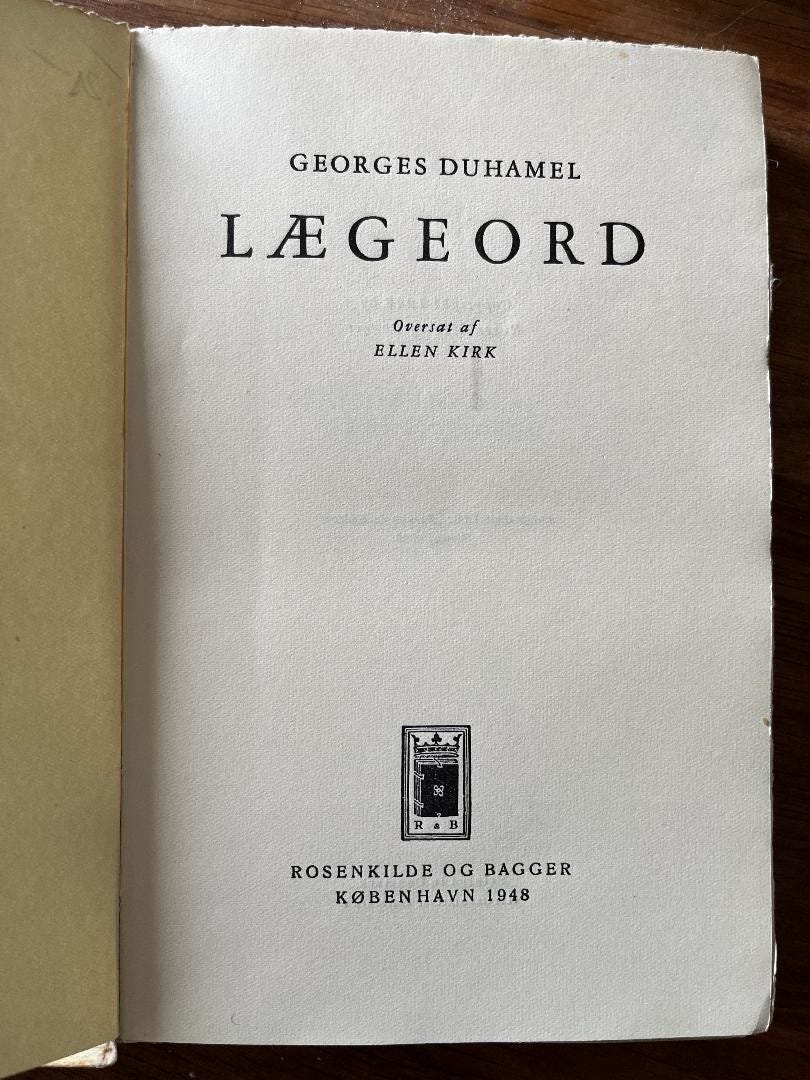 GEORGES DUHAMEL
LÆGEORD
Oversat af
ELLEN KIRK
R & B
ROSENKILDE OG BAGGER
KØBENHAVN 1948